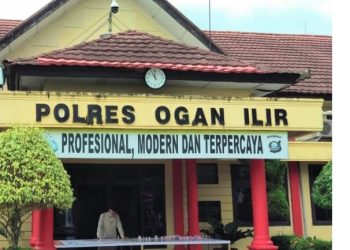 POLRES OGAN ILIR
PROFESIONAL, MODERN DAN TERPERCAYA